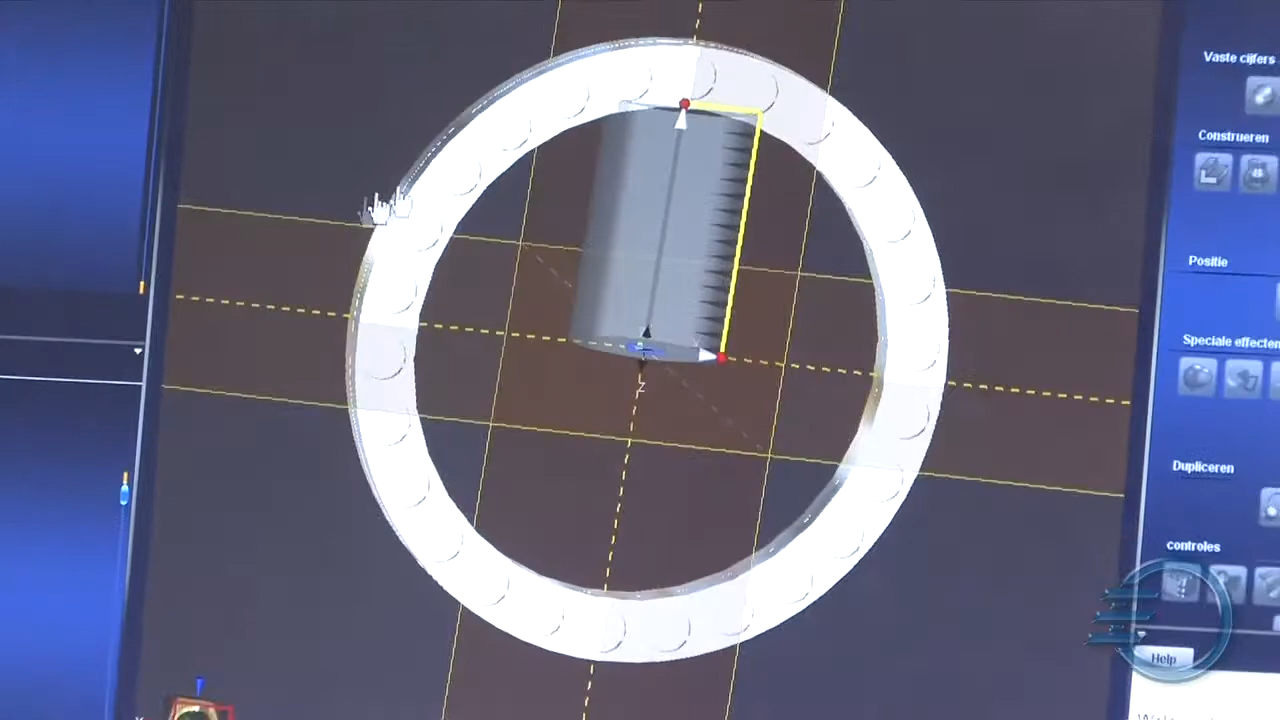 Vaste cijfers
Construeren
Positie
Speciale effecten
Dupliceren
controles
Help
Z